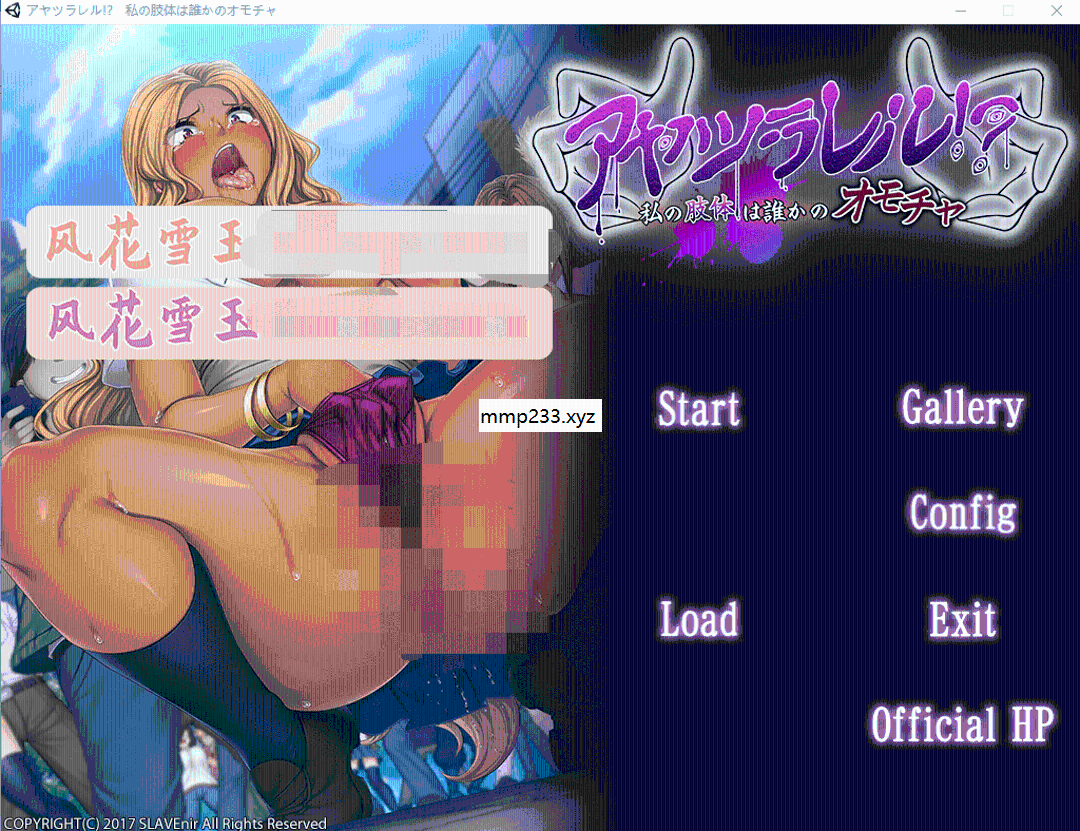 アヤツラレル!? 私の肢体は誰かのオモチャ
アヤツラレル!?
私の肢体は誰かのオモチャ
风花雪玉
风花雪玉
mmp233.xyz
Start
Gallery
Config
Load
Exit
Official HP
COPYRIGHT(C) 2017 SLAVEnir All Rights Reserved